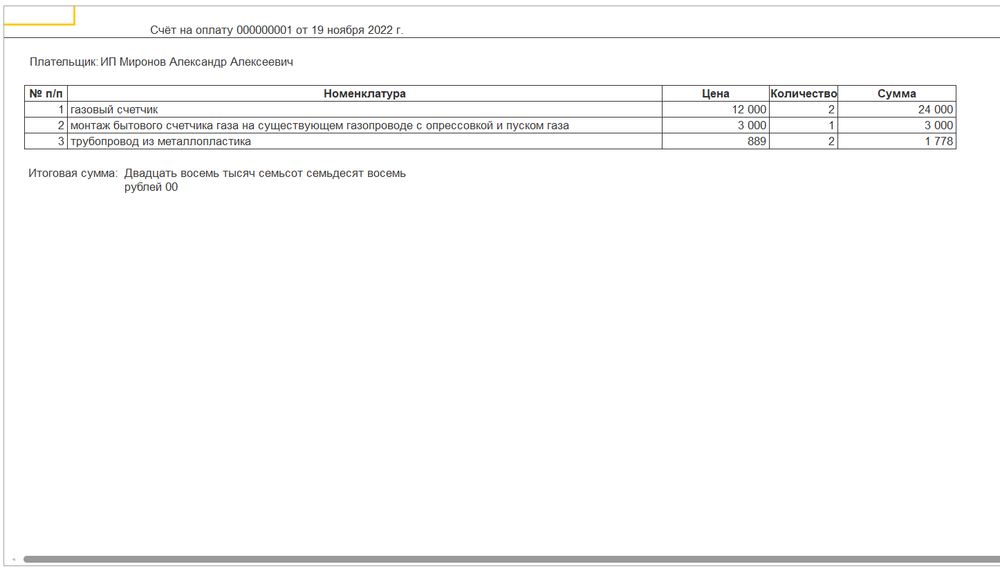 Счёт на оплату 000000001 от 19 ноября 2022 г.
Плательщик: ИП Миронов Александр Алексеевич
№ п/п Номенклатура Цена Количество Сумма
1 газовый счетчик 12 000 2 24 000
2 монтаж бытового счетчика газа на существующем газопроводе с опрессовкой и пуском газа 3 000 1 3 000
3 трубопровод из металлопластика 889 2 1 778
Итоговая сумма: Двадцать восемь тысяч семьсот семьдесят восемь
рублей 00